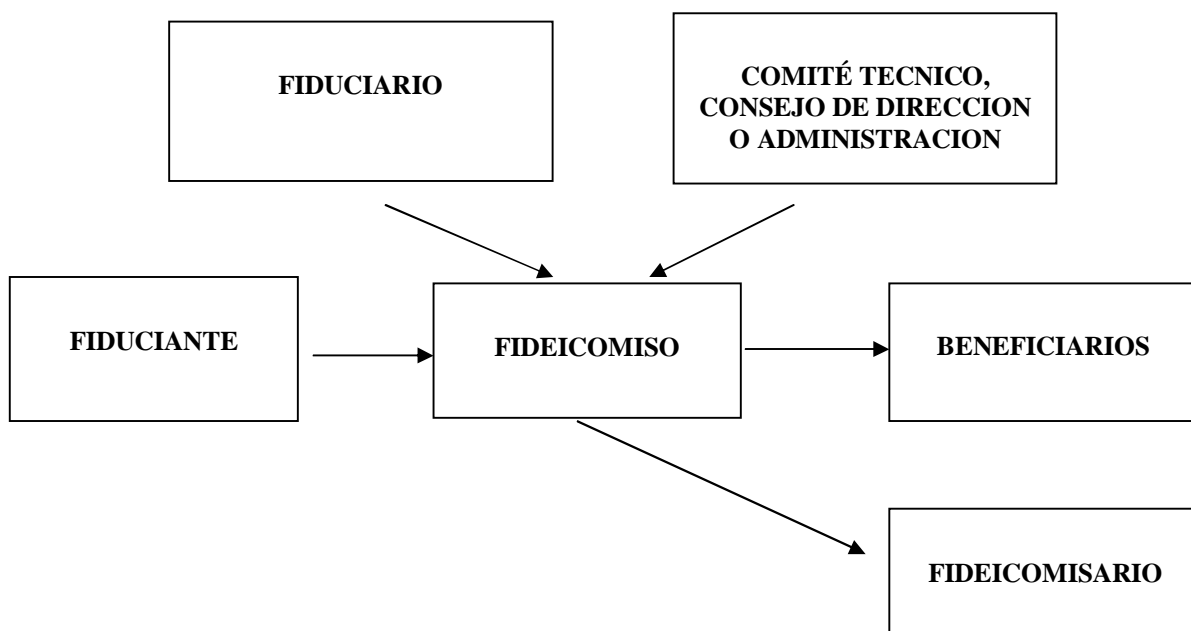 FIDUCIARIO
COMITÉ TECNICO,
CONSEJO DE DIRECCION
O ADMINISTRACION
FIDUCIANTE
FIDEICOMISO
BENEFICIARIOS
FIDEICOMISARIO